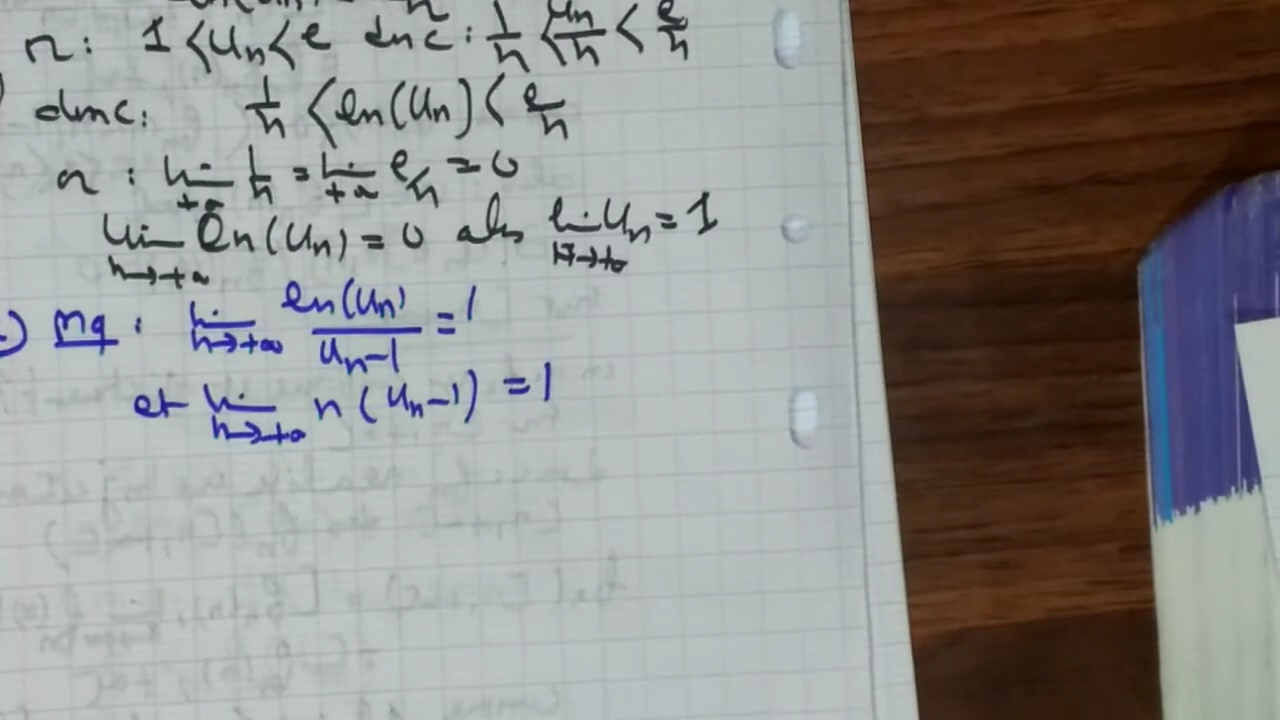 n : 1 < Un < e donc : 1/n < Un/n < e/n
donc : 1/n < ln(Un) < e/n
n : lim +∞ 1/n = lim +∞ e/n = 0
lim n→+∞ ln(Un) = 0 alors lim n→+∞ Un = 1
) Mq : lim n→+∞ ln(Un) / Un-1 = 1
et lim n→+∞ n(Un-1) = 1